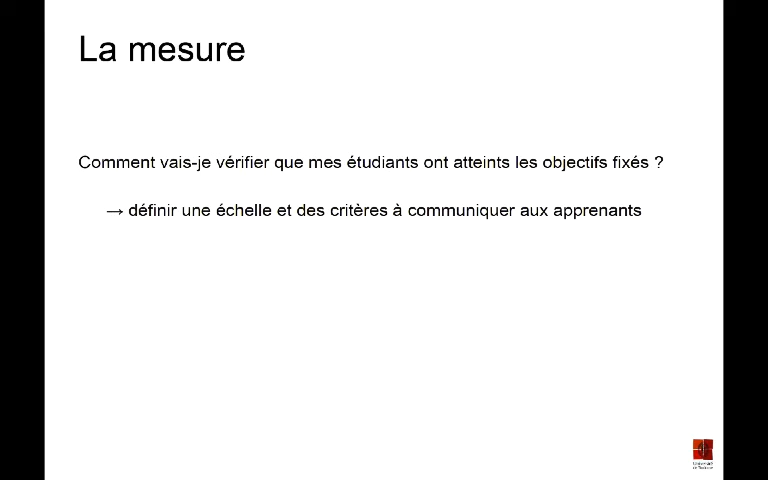 La mesure
Comment vais-je vérifier que mes étudiants ont atteints les objectifs fixés ?
→ définir une échelle et des critères à communiquer aux apprenants
Université